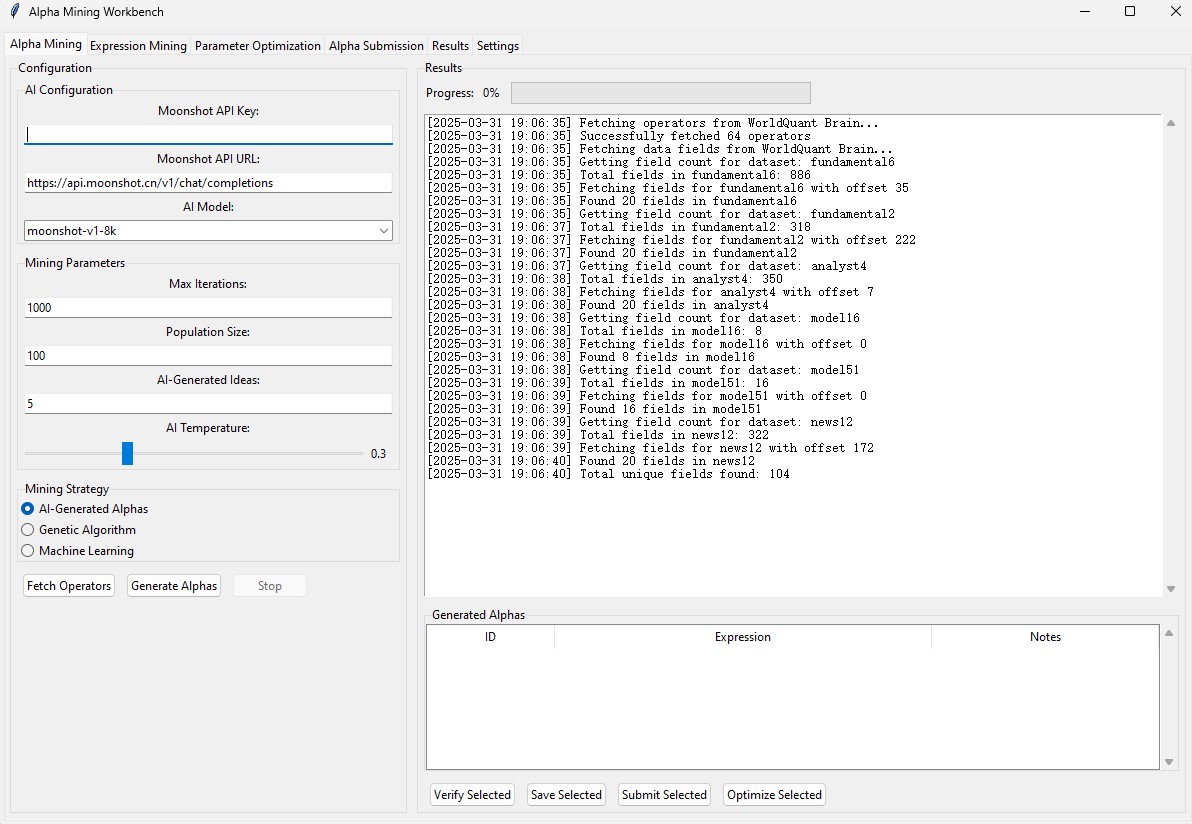 Alpha Mining Workbench
Alpha Mining Expression Mining Parameter Optimization Alpha Submission Results Settings
Configuration
AI Configuration
Moonshot API Key:
Moonshot API URL:
https://api.moonshot.cn/v1/chat/completions
AI Model:
moonshot-v1-8k
Mining Parameters
Max Iterations:
1000
Population Size:
100
AI-Generated Ideas:
5
AI Temperature:
0.3
Mining Strategy
AI-Generated Alphas
Genetic Algorithm
Machine Learning
Fetch Operators Generate Alphas Stop
Results
Progress: 0%
[2025-03-31 19:06:35] Fetching operators from WorldQuant Brain...
[2025-03-31 19:06:35] Successfully fetched 64 operators
[2025-03-31 19:06:35] Fetching data fields from WorldQuant Brain...
[2025-03-31 19:06:35] Getting field count for dataset: fundamental6
[2025-03-31 19:06:35] Total fields in fundamental6: 886
[2025-03-31 19:06:35] Fetching fields for fundamental6 with offset 35
[2025-03-31 19:06:35] Found 20 fields in fundamental6
[2025-03-31 19:06:35] Getting field count for dataset: fundamental2
[2025-03-31 19:06:37] Total fields in fundamental2: 318
[2025-03-31 19:06:37] Fetching fields for fundamental2 with offset 222
[2025-03-31 19:06:37] Found 20 fields in fundamental2
[2025-03-31 19:06:37] Getting field count for dataset: analyst4
[2025-03-31 19:06:38] Total fields in analyst4: 350
[2025-03-31 19:06:38] Fetching fields for analyst4 with offset 7
[2025-03-31 19:06:38] Found 20 fields in analyst4
[2025-03-31 19:06:38] Getting field count for dataset: model16
[2025-03-31 19:06:38] Total fields in model16: 8
[2025-03-31 19:06:38] Fetching fields for model16 with offset 0
[2025-03-31 19:06:38] Found 8 fields in model16
[2025-03-31 19:06:38] Getting field count for dataset: model51
[2025-03-31 19:06:39] Total fields in model51: 16
[2025-03-31 19:06:39] Fetching fields for model51 with offset 0
[2025-03-31 19:06:39] Found 16 fields in model51
[2025-03-31 19:06:39] Getting field count for dataset: news12
[2025-03-31 19:06:39] Total fields in news12: 322
[2025-03-31 19:06:39] Fetching fields for news12 with offset 172
[2025-03-31 19:06:40] Found 20 fields in news12
[2025-03-31 19:06:40] Total unique fields found: 104
Generated Alphas
ID Expression Notes
Verify Selected Save Selected Submit Selected Optimize Selected